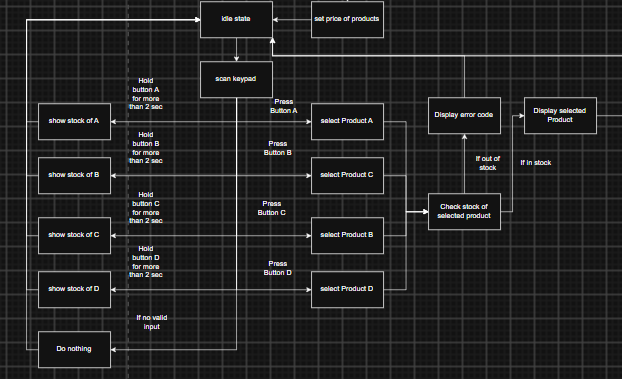 idle state
set price of products
scan keypad
Hold
button A
for more
than 2 sec
Press
Button A
show stock of A
select Product A
Display error code
Display selected
Product
Hold
button B
for more
than 2 sec
Press
Button B
If out of
stock
If in stock
show stock of B
select Product C
Hold
button C
for more
than 2 sec
Press
Button C
Check stock of
selected product
show stock of C
select Product B
Hold
button D
for more
than 2 sec
Press
Button D
show stock of D
select Product D
If no valid
input
Do nothing